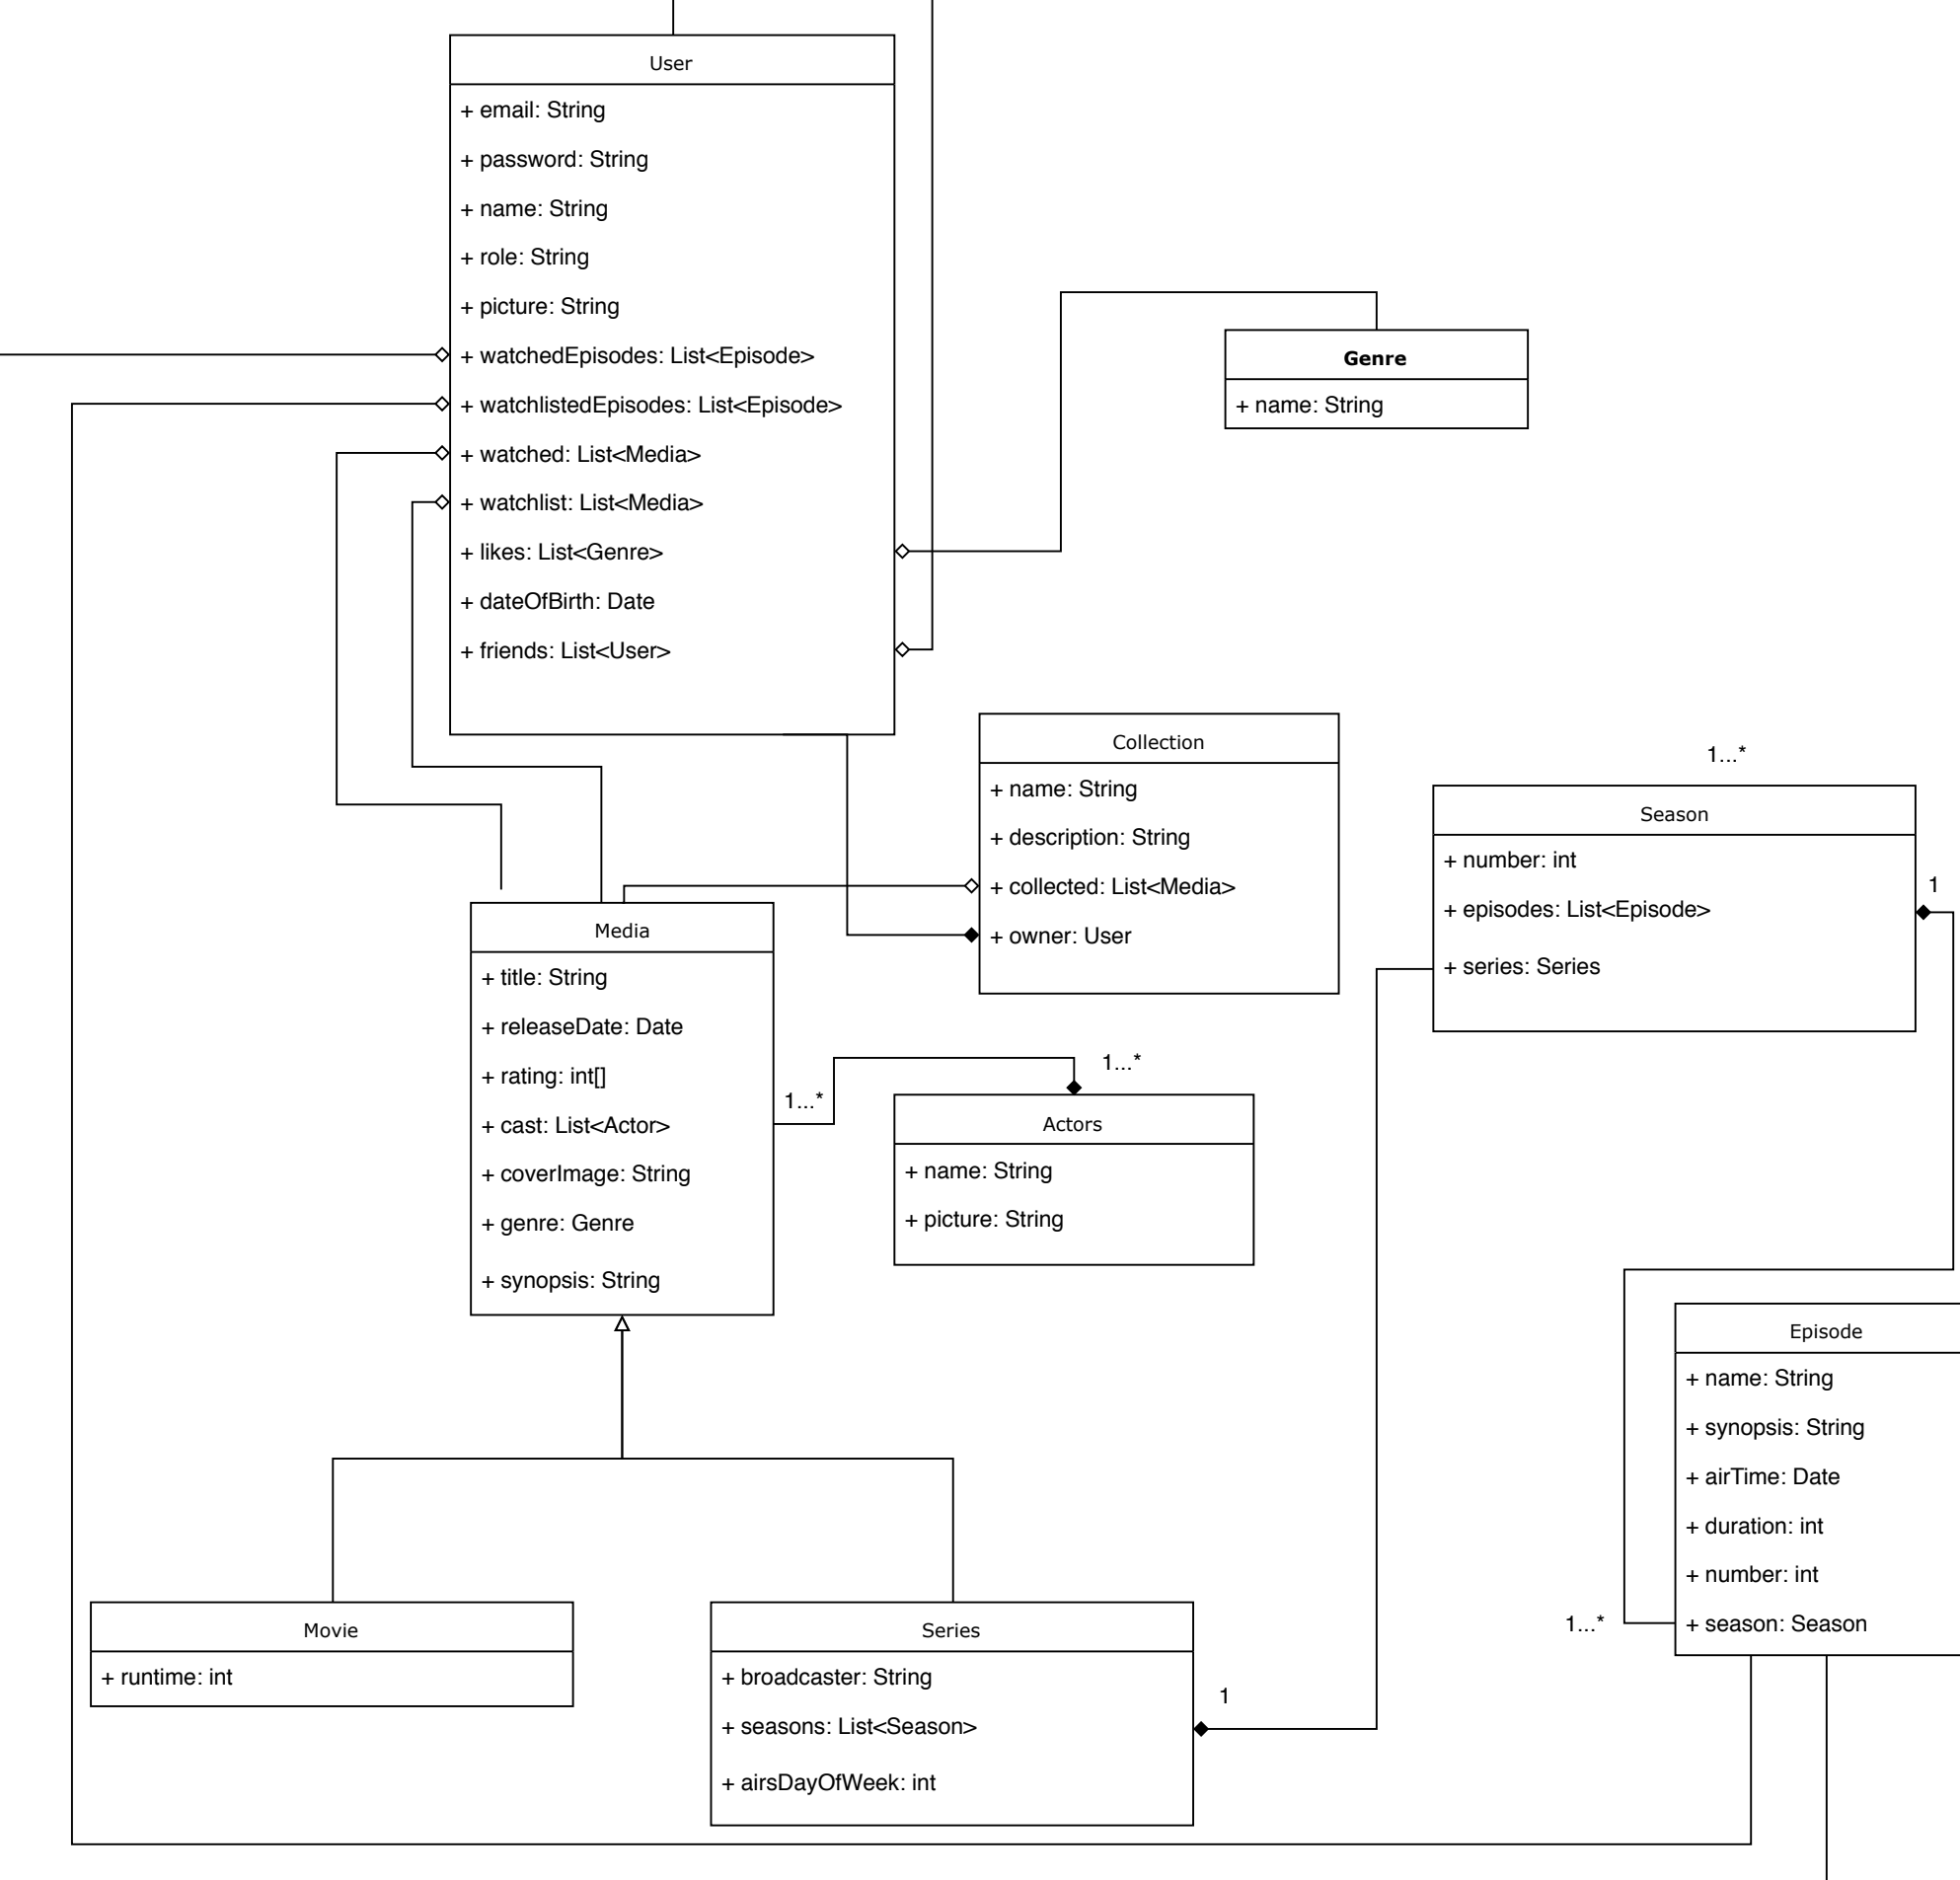 User
+ email: String
+ password: String
+ name: String
+ role: String
+ picture: String
+ watchedEpisodes: List<Episode>
+ watchlistedEpisodes: List<Episode>
+ watched: List<Media>
+ watchlist: List<Media>
+ likes: List<Genre>
+ dateOfBirth: Date
+ friends: List<User>
Genre
+ name: String
Collection
+ name: String
+ description: String
+ collected: List<Media>
+ owner: User
1...*
Season
+ number: int
+ episodes: List<Episode>
+ series: Series
1
Media
+ title: String
+ releaseDate: Date
+ rating: int[]
+ cast: List<Actor>
+ coverImage: String
+ genre: Genre
+ synopsis: String
1...*
1...*
Actors
+ name: String
+ picture: String
Episode
+ name: String
+ synopsis: String
+ airTime: Date
+ duration: int
+ number: int
+ season: Season
1...*
Movie
+ runtime: int
Series
+ broadcaster: String
+ seasons: List<Season>
+ airsDayOfWeek: int
1